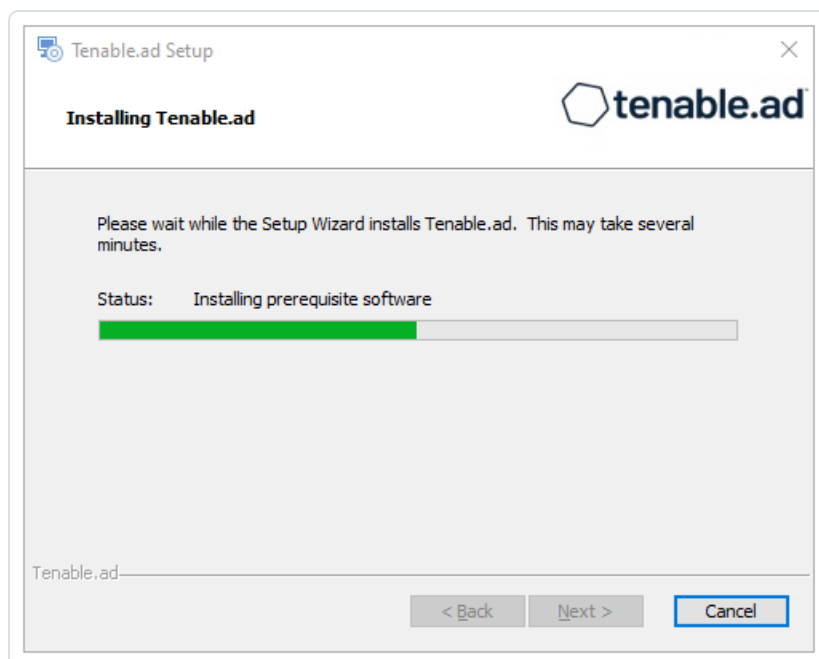 Tenable.ad Setup
tenable.ad
Installing Tenable.ad
Please wait while the Setup Wizard installs Tenable.ad. This may take several
minutes.
Status: Installing prerequisite software
Tenable.ad
< Back Next > Cancel